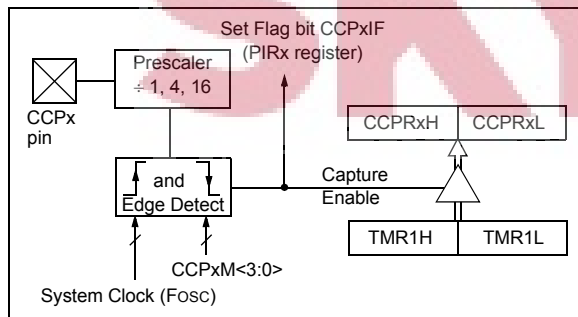 Set Flag bit CCPxIF
(PIRx register)
Prescaler
÷ 1, 4, 16
CCPx
pin
CCPRxH CCPRxL
and
Edge Detect
Capture
Enable
TMR1H TMR1L
CCPxM<3:0>
System Clock (FOSC)